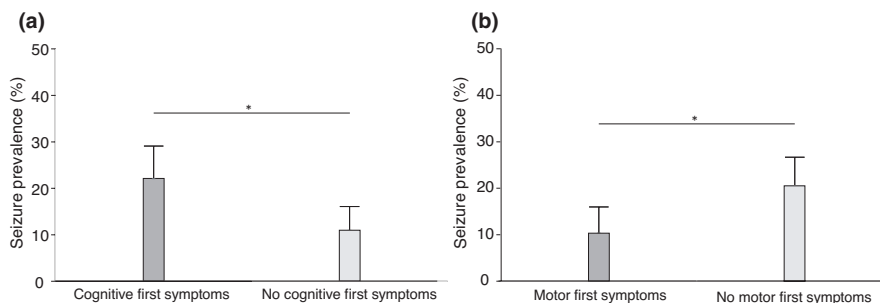 (a)
Seizure prevalence (%)
50
40
30
20
10
0
*
Cognitive first symptoms
No cognitive first symptoms
(b)
Seizure prevalence (%)
50
40
30
20
10
0
*
Motor first symptoms
No motor first symptoms